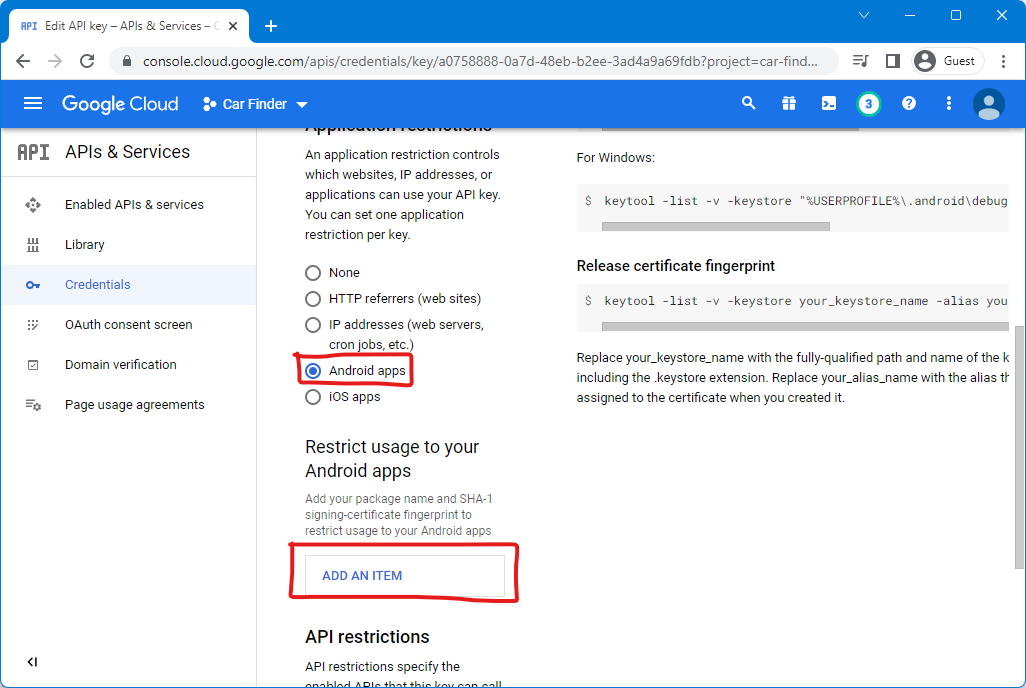 API Edit API key – APIs & Services –
console.cloud.google.com/apis/credentials/key/a0758888-0a7d-48eb-b2ee-3ad4a9a69fdb?project=car-find...
Guest
Google Cloud
Car Finder
3
API APIs & Services
Enabled APIs & services
Library
Credentials
OAuth consent screen
Domain verification
Page usage agreements
Application restrictions
An application restriction controls
which websites, IP addresses, or
applications can use your API key.
You can set one application
restriction per key.
None
HTTP referrers (web sites)
IP addresses (web servers,
cron jobs, etc.)
Android apps
iOS apps
Restrict usage to your
Android apps
Add your package name and SHA-1
signing-certificate fingerprint to
restrict usage to your Android apps
ADD AN ITEM
API restrictions
API restrictions specify the
enabled APIs that this key can call
For Windows:
$ keytool -list -v -keystore "%USERPROFILE%\.android\debug
Release certificate fingerprint
$ keytool -list -v -keystore your_keystore_name -alias you
Replace your_keystore_name with the fully-qualified path and name of the k
including the .keystore extension. Replace your_alias_name with the alias th
assigned to the certificate when you created it.